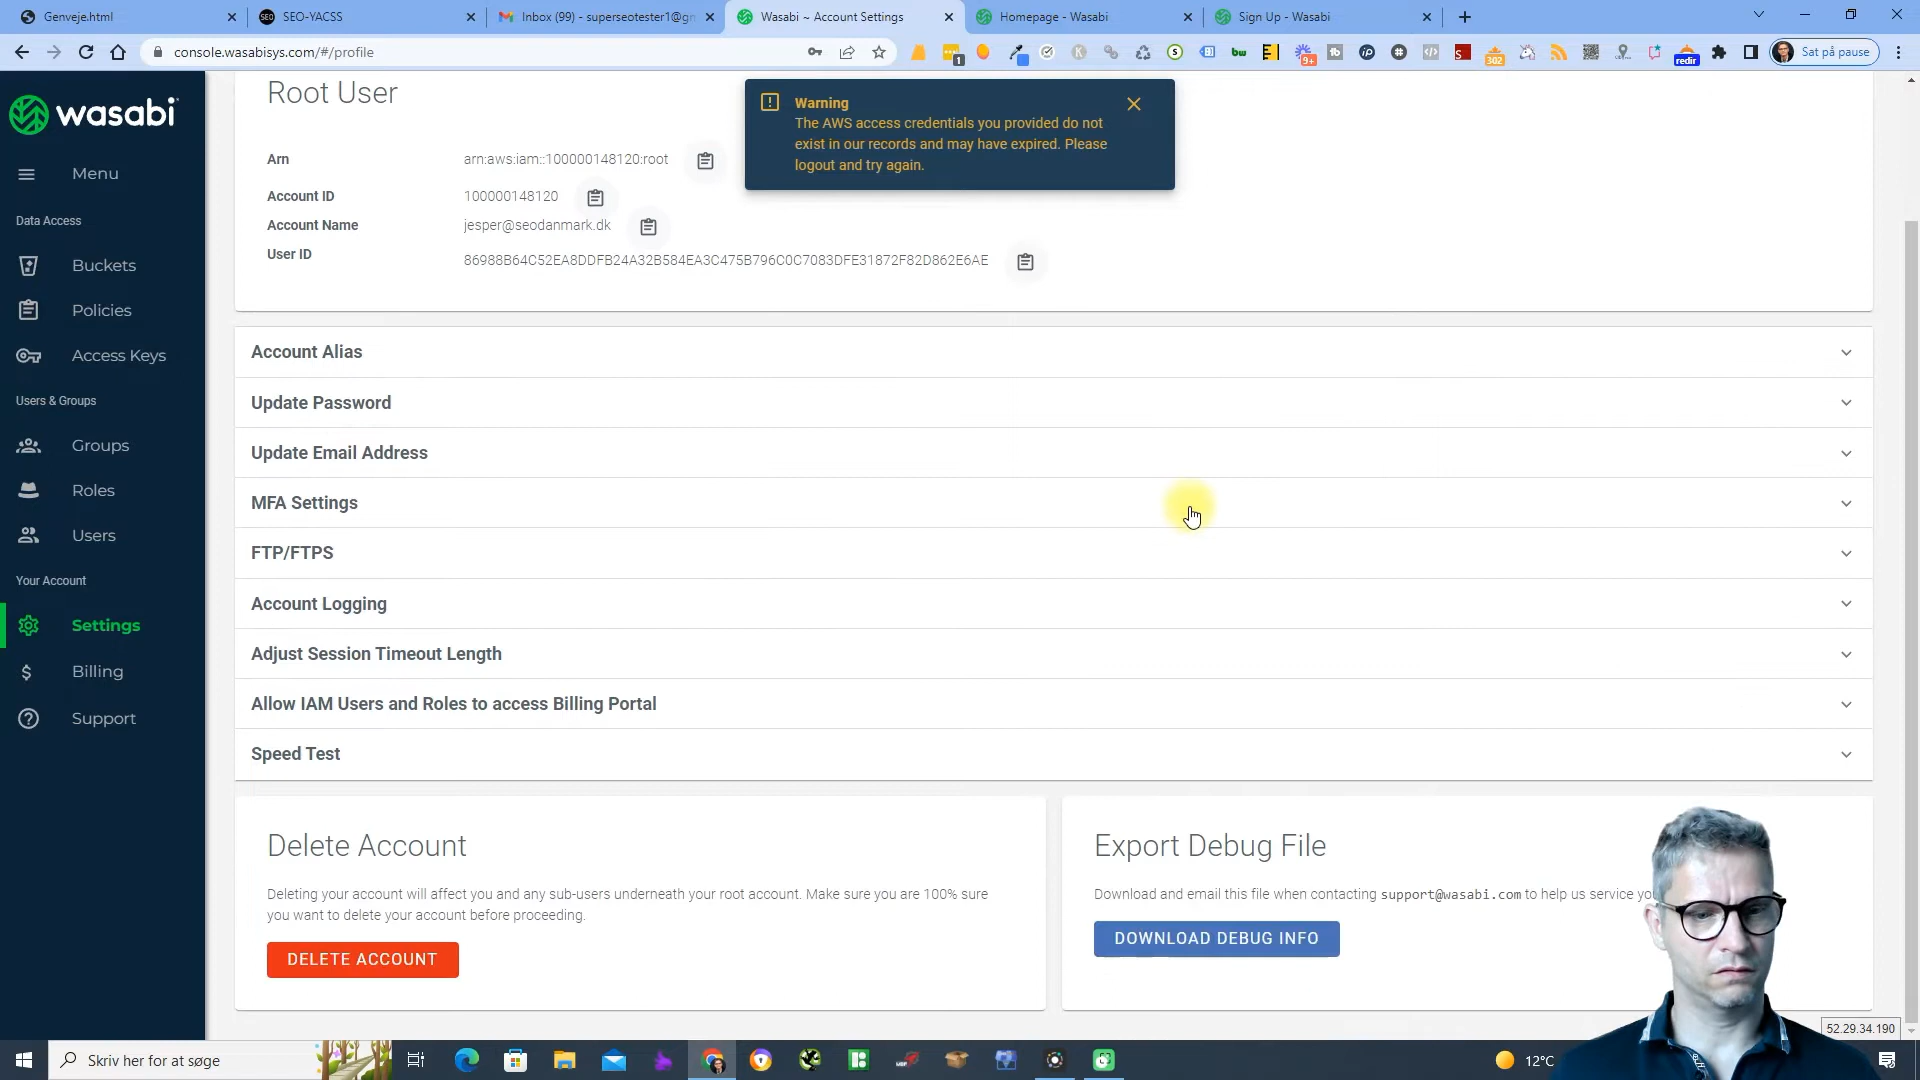 Genveje.html
SEO-YACSS
Inbox (99) - superseotester1@gr
Wasabi ~ Account Settings
Homepage - Wasabi
Sign Up - Wasabi
console.wasabisys.com/#/profile
1
9+
302
redir
Sat på pause
wasabi
Menu
Data Access
Buckets
Policies
Access Keys
Users & Groups
Groups
Roles
Users
Your Account
Settings
Billing
Support
Root User
Arn
arn:aws:iam::100000148120:root
Account ID
100000148120
Account Name
jesper@seodanmark.dk
User ID
86988B64C52EA8DDFB24A32B584EA3C475B796C0C7083DFE31872F82D862E6AE
Warning
The AWS access credentials you provided do not
exist in our records and may have expired. Please
logout and try again.
Account Alias
Update Password
Update Email Address
MFA Settings
FTP/FTPS
Account Logging
Adjust Session Timeout Length
Allow IAM Users and Roles to access Billing Portal
Speed Test
Delete Account
Deleting your account will affect you and any sub-users underneath your root account. Make sure you are 100% sure
you want to delete your account before proceeding.
DELETE ACCOUNT
Export Debug File
Download and email this file when contacting support@wasabi.com to help us service
DOWNLOAD DEBUG INFO
52.29.34.190
Skriv her for at søge
12°C